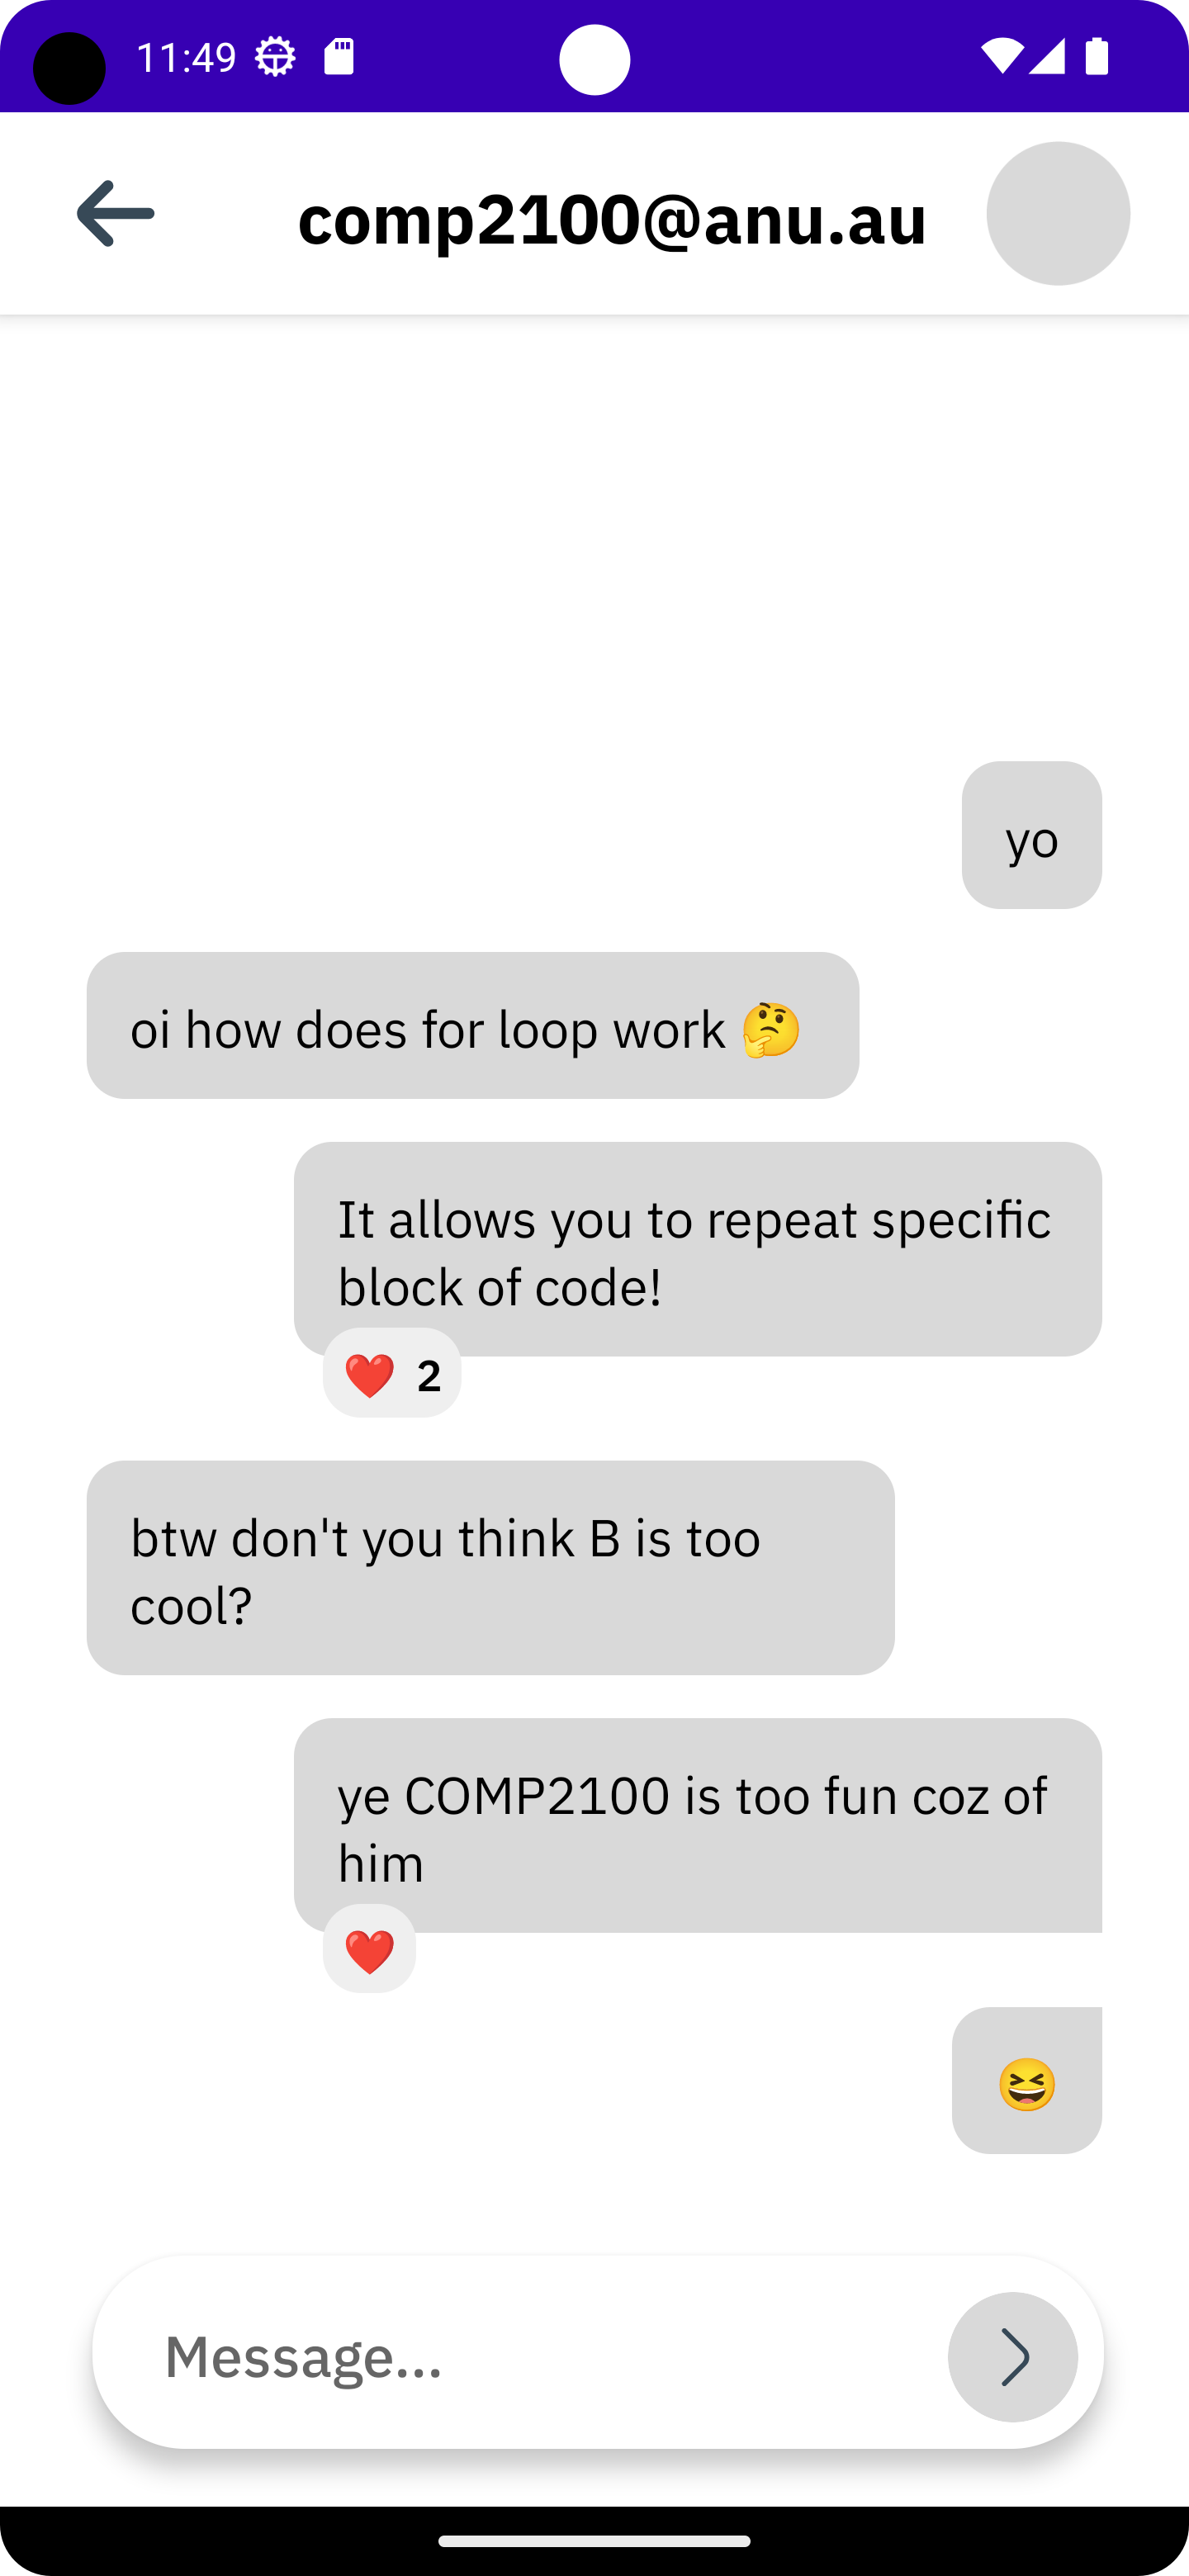 11:49
comp2100@anu.au
yo
oi how does for loop work 🤔
It allows you to repeat specific
block of code!
❤️ 2
btw don't you think B is too
cool?
ye COMP2100 is too fun coz of
him
❤️
😆
Message...